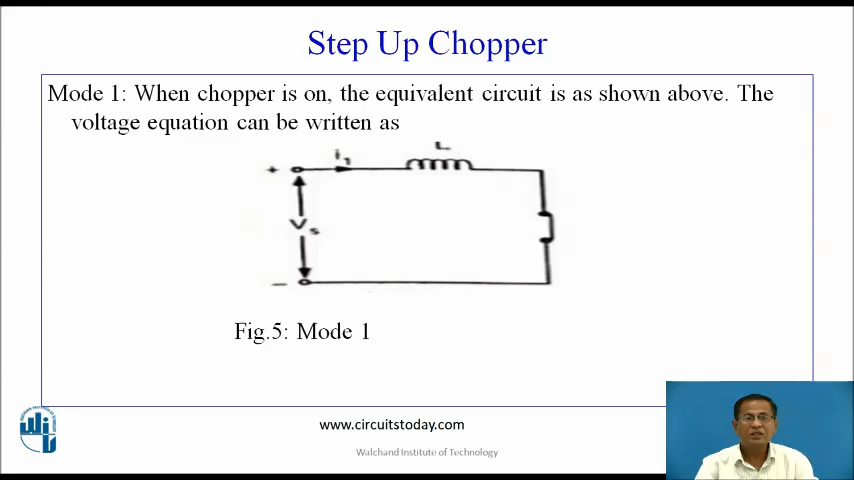 Step Up Chopper
Mode 1: When chopper is on, the equivalent circuit is as shown above. The
voltage equation can be written as
L
+ i1
Vs
−
Fig.5: Mode 1
www.circuitstoday.com
Walchand Institute of Technology